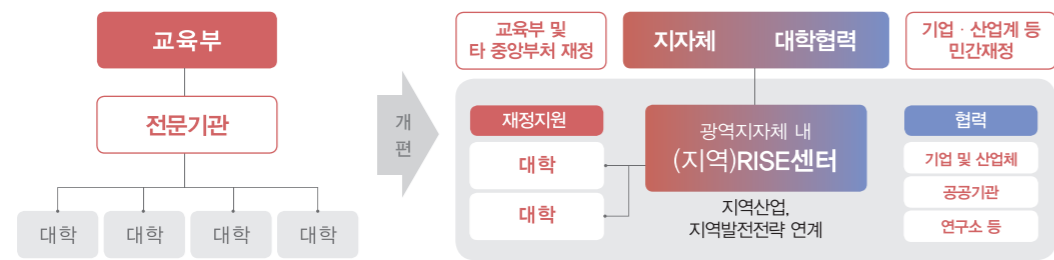 교육부
전문기관
대학
대학
대학
대학
개
편
교육부 및
타 중앙부처 재정
지자체 대학협력
기업 · 산업계 등
민간재정
재정지원
대학
대학
광역지자체 내
(지역)RISE센터
지역산업,
지역발전전략 연계
협력
기업 및 산업체
공공기관
연구소 등